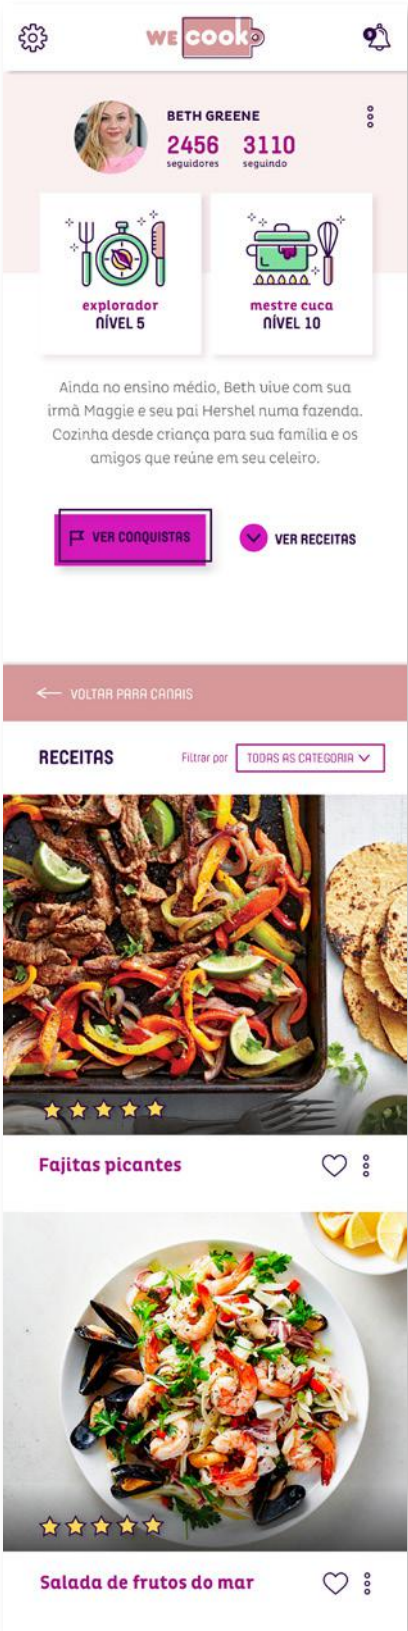 WE cook
BETH GREENE
2456 3110
seguidores seguindo
explorador
NÍVEL 5
mestre cuca
NÍVEL 10
Ainda no ensino médio, Beth vive com sua
irmã Maggie e seu pai Hershel numa fazenda.
Cozinha desde criança para sua família e os
amigos que reúne em seu celeiro.
VER CONQUISTAS
VER RECEITAS
VOLTAR PARA CANAIS
RECEITAS
Filtrar por
TODAS AS CATEGORIA
Fajitas picantes
Salada de frutos do mar